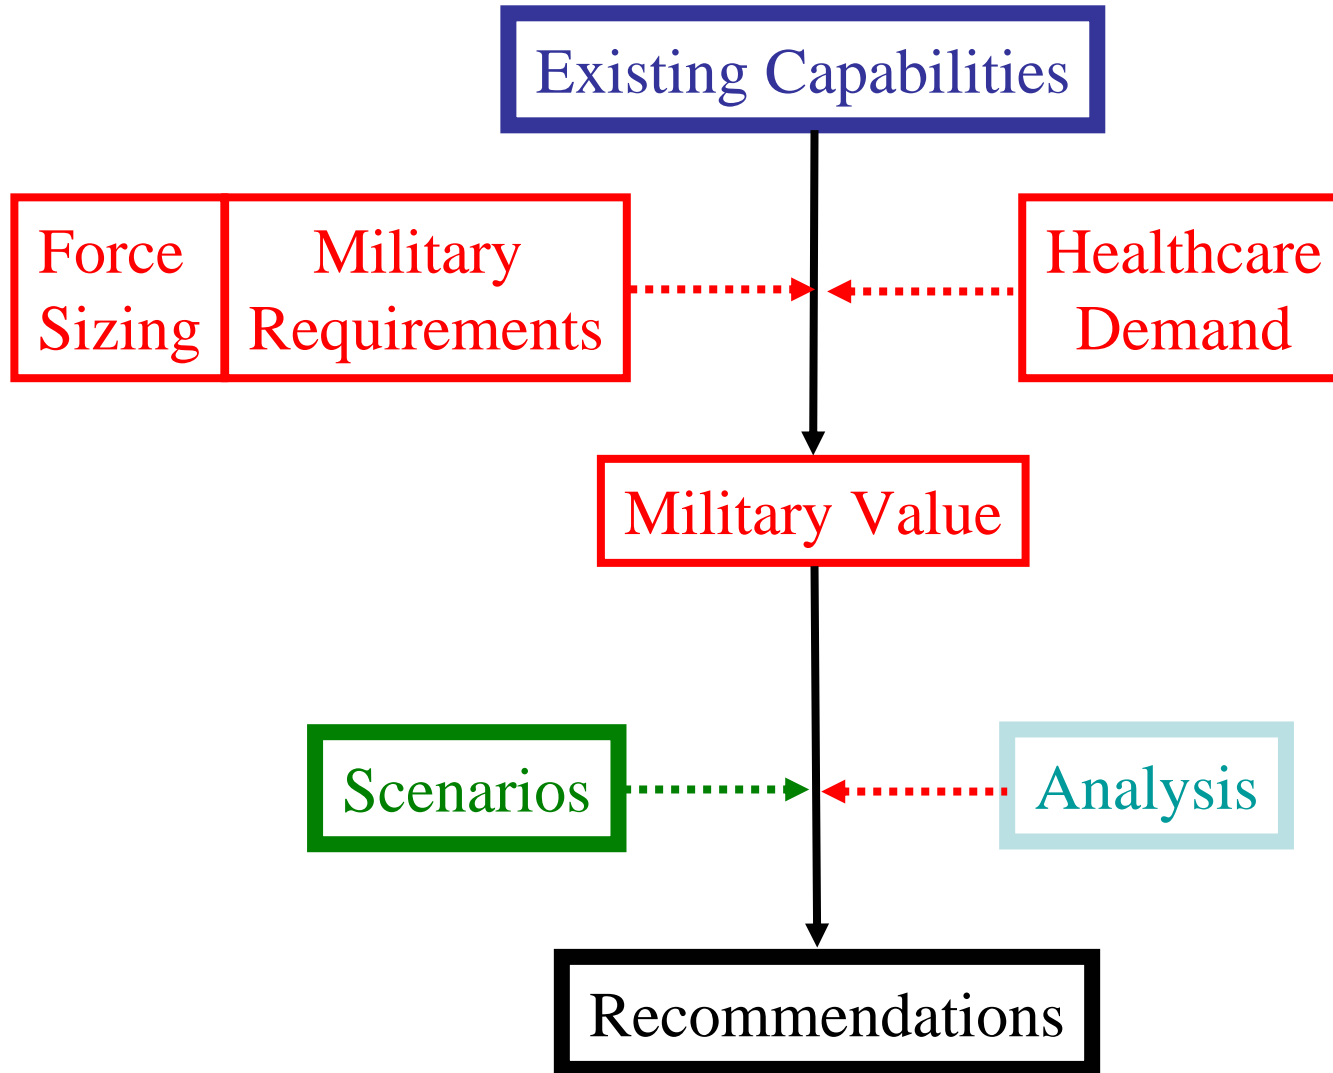 Existing Capabilities
Force
Sizing
Military
Requirements
Healthcare
Demand
Military Value
Scenarios
Analysis
Recommendations